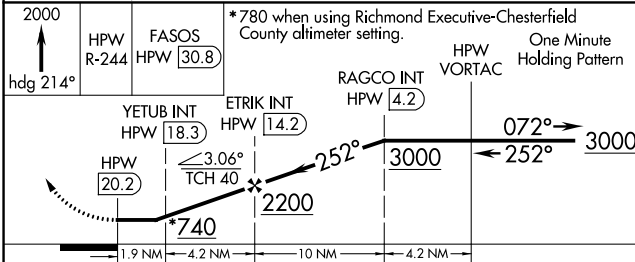 2000
hdg 214°
HPW
R-244
FASOS
HPW 30.8
*780 when using Richmond Executive-Chesterfield
County altimeter setting.
HPW
VORTAC
One Minute
Holding Pattern
RAGCO INT
HPW 4.2
ETRIK INT
HPW 14.2
YETUB INT
HPW 18.3
HPW
20.2
3.06°
TCH 40
252°
3000
072°
252°
3000
2200
*740
1.9 NM
4.2 NM
10 NM
4.2 NM